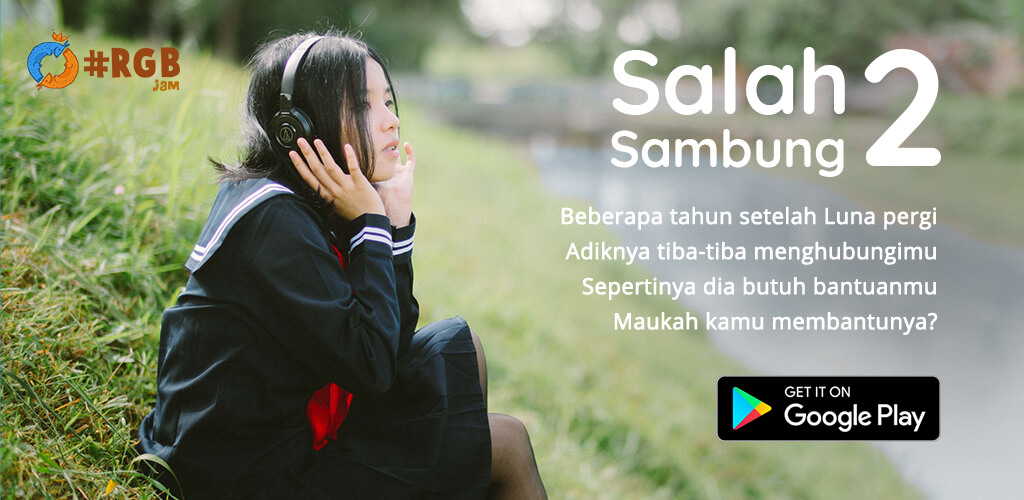 #RGB
jam
Salah 2
Sambung
Beberapa tahun setelah Luna pergi
Adiknya tiba-tiba menghubungimu
Sepertinya dia butuh bantuanmu
Maukah kamu membantunya?
GET IT ON
Google Play